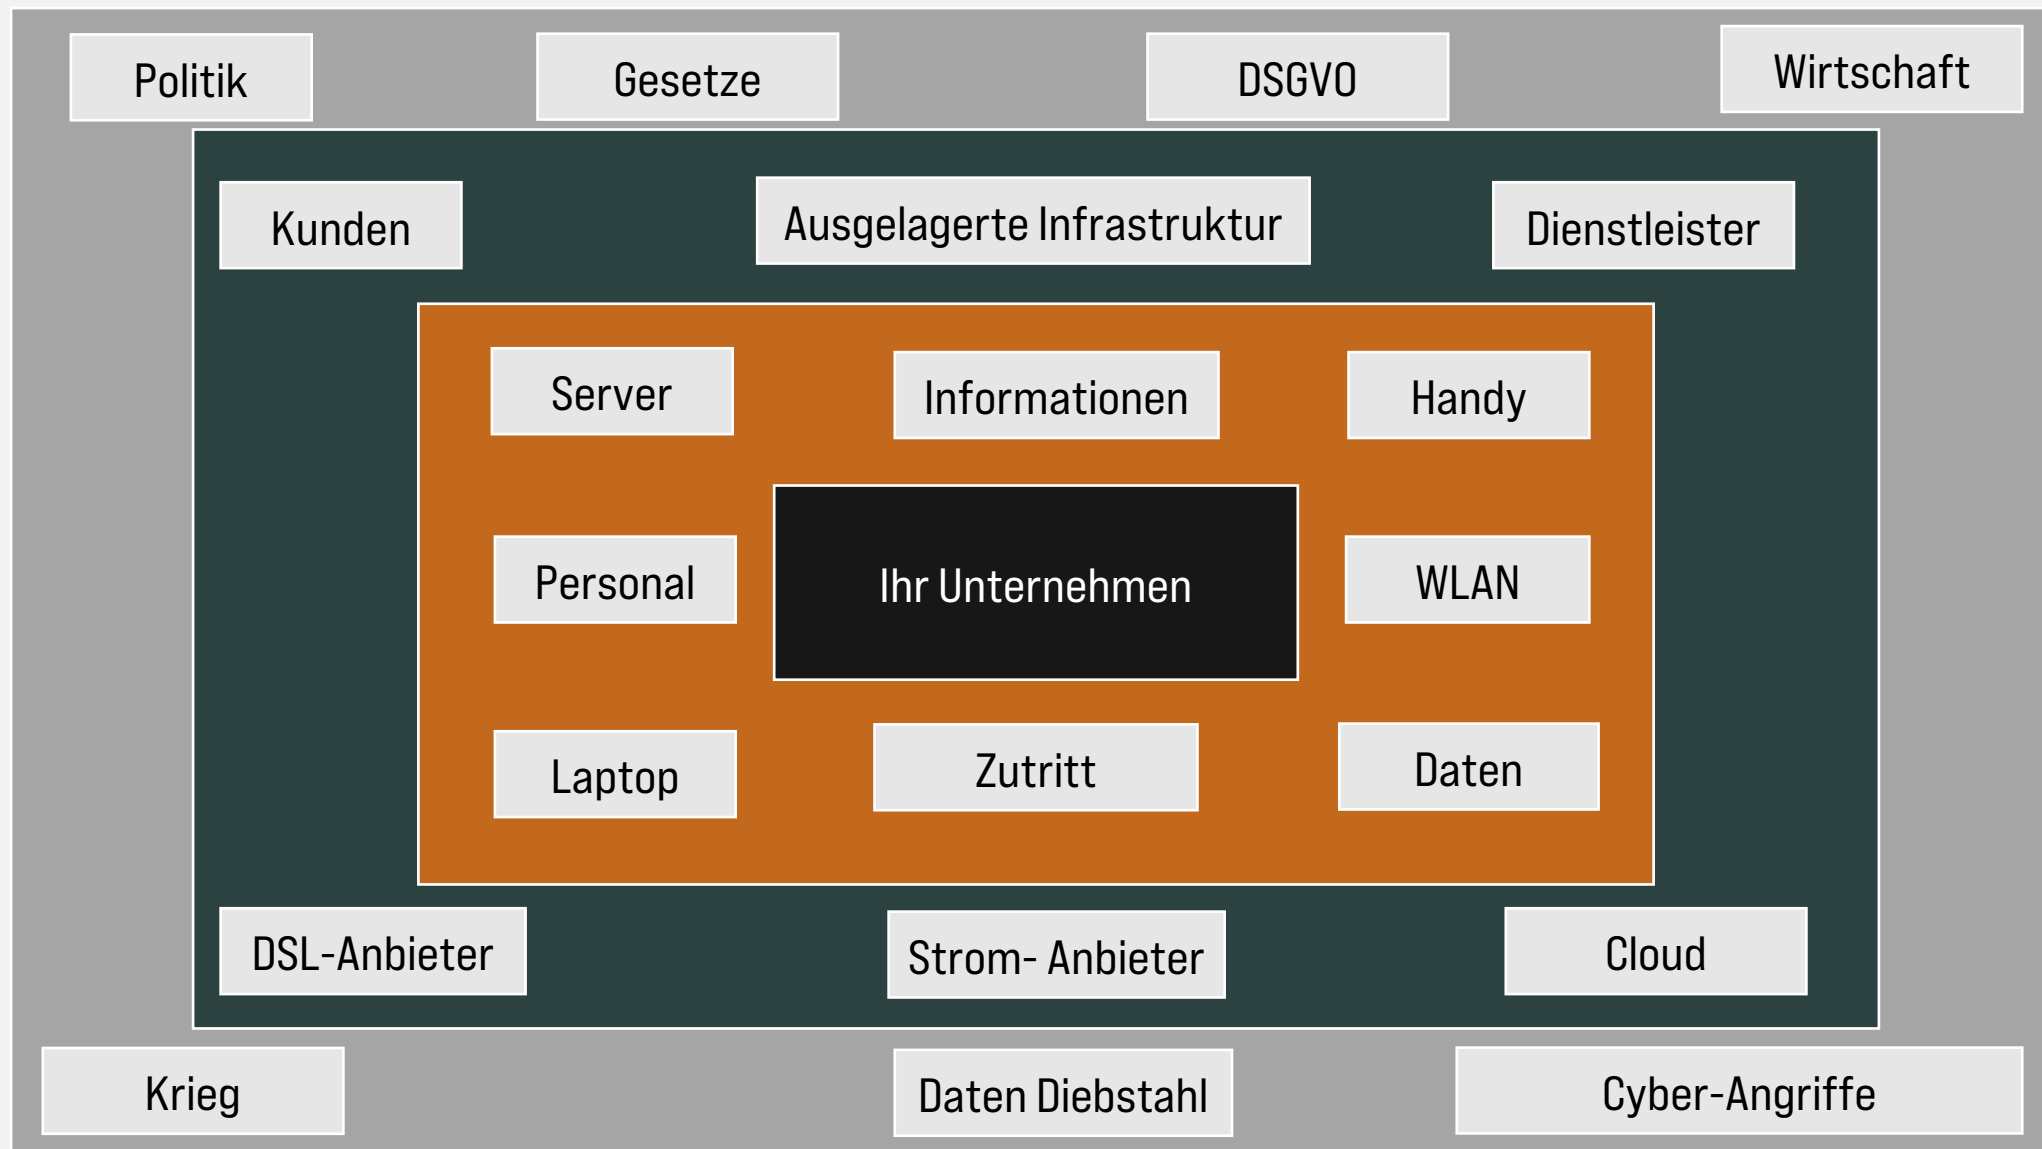 Politik
Gesetze
DSGVO
Wirtschaft
Kunden
Ausgelagerte Infrastruktur
Dienstleister
Server
Informationen
Handy
Personal
Ihr Unternehmen
WLAN
Laptop
Zutritt
Daten
DSL-Anbieter
Strom- Anbieter
Cloud
Krieg
Daten Diebstahl
Cyber-Angriffe